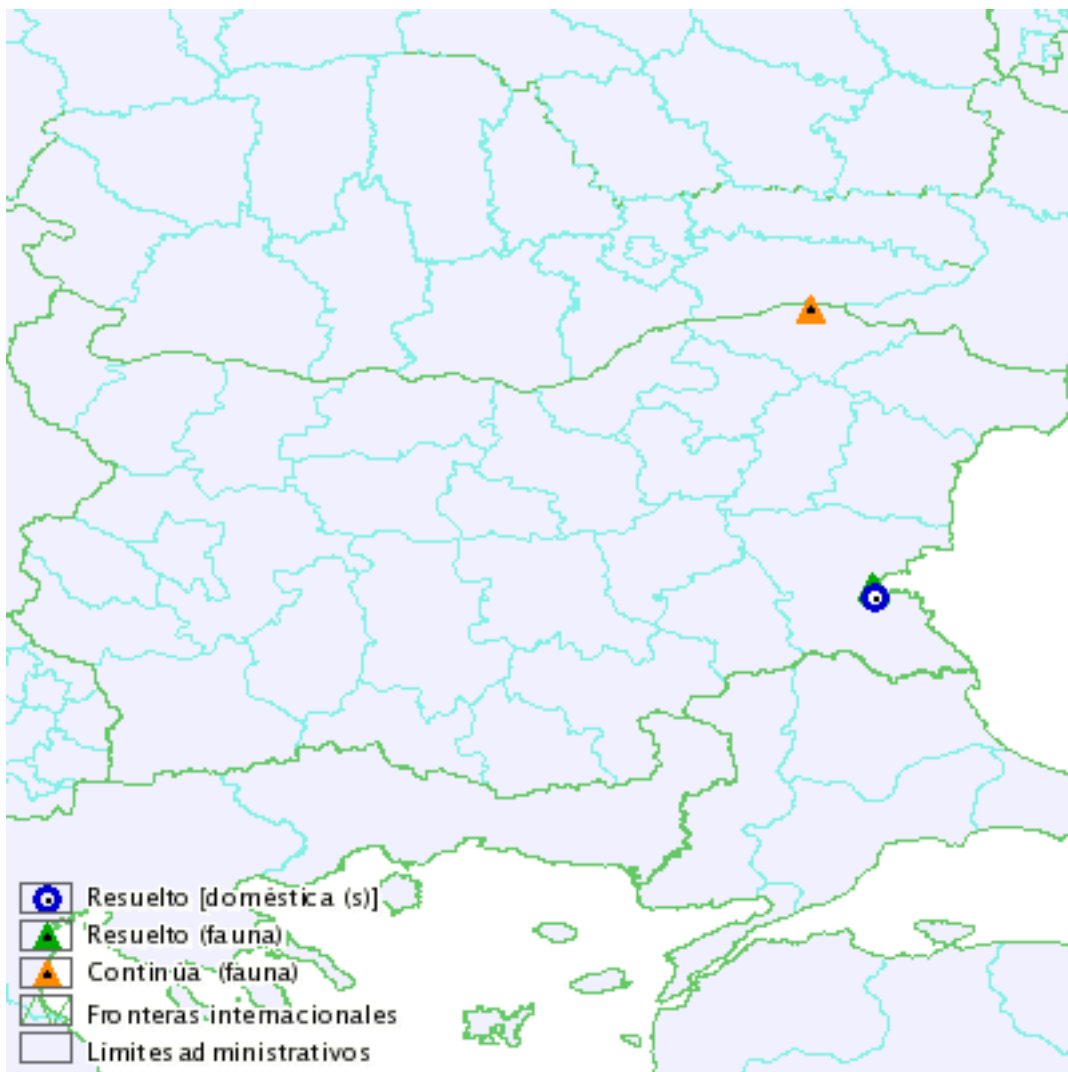 Resuelto [doméstica (s)]
Resuelto (fauna)
Continúa (fauna)
Fronteras internacionales
Límites administrativos